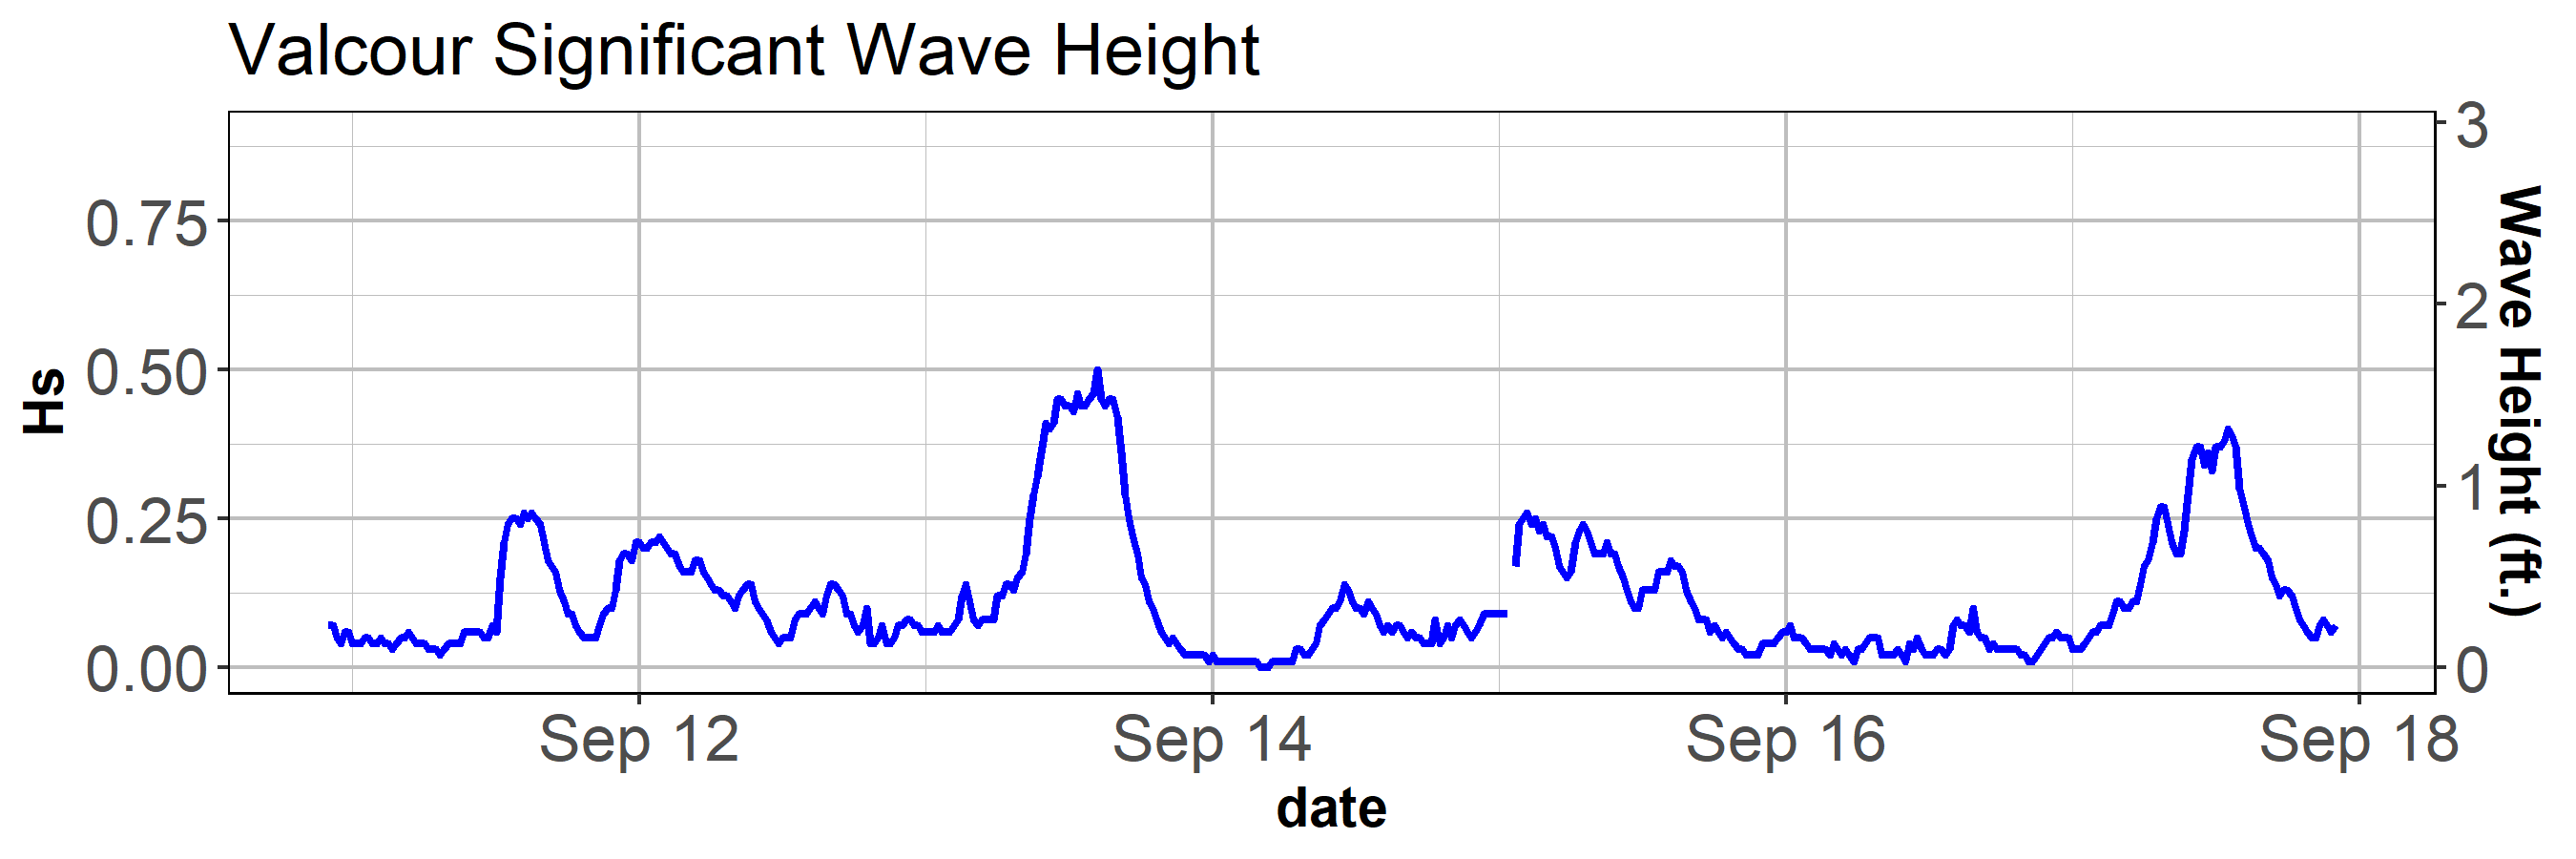 Valcour Significant Wave Height
Hs
0.75
0.50
0.25
0.00
3
2
1
0
Wave Height (ft.)
Sep 12 Sep 14 Sep 16 Sep 18
date